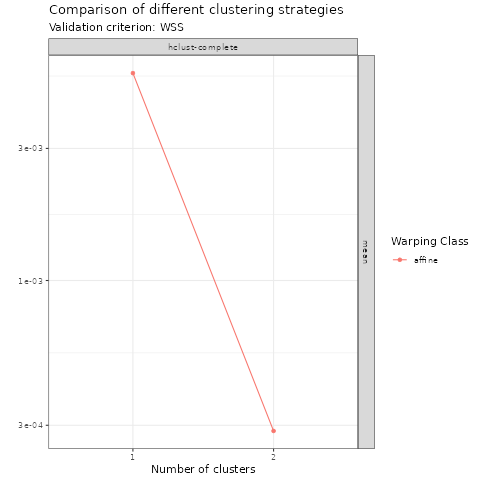 Comparison of different clustering strategies
Validation criterion: WSS
hclust-complete
3e-03
1e-03
3e-04
mean
Warping Class
affine
1
2
Number of clusters